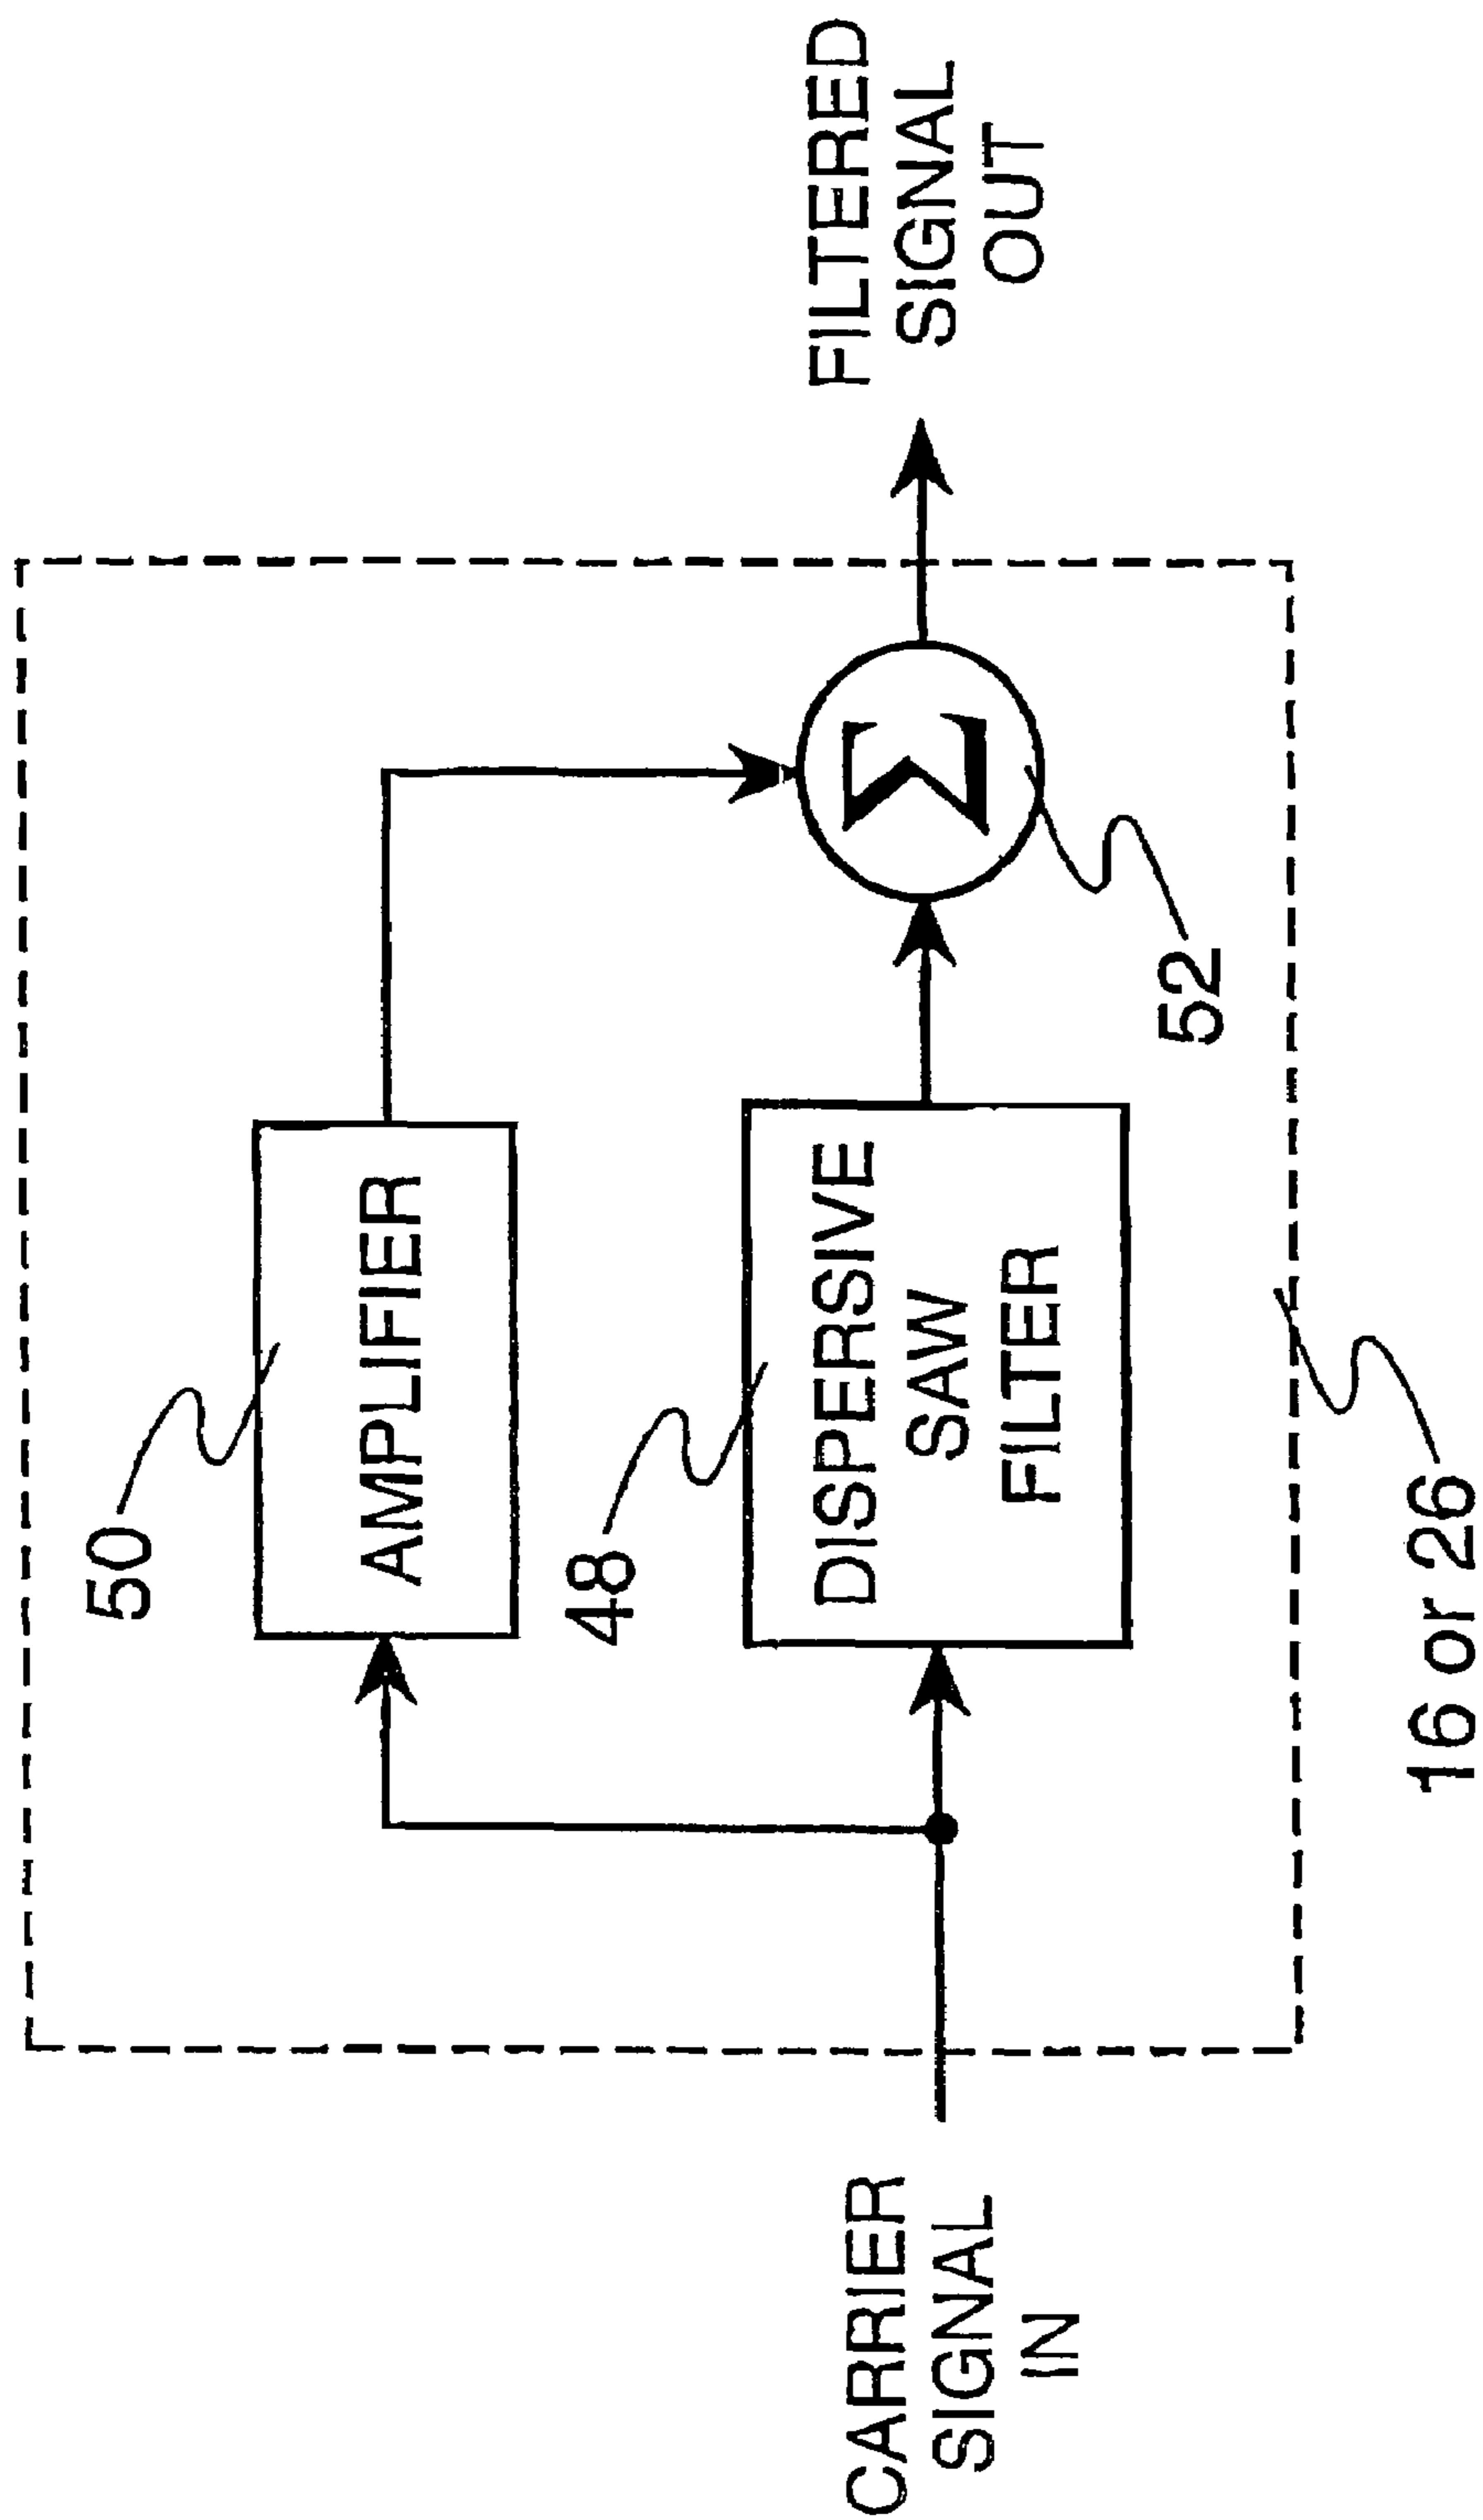 50
AMPLIFIER
48
DISPERSIVE
SAW
FILTER
Σ
52
CARRIER
SIGNAL
IN
FILTERED
SIGNAL
OUT
16 or 26